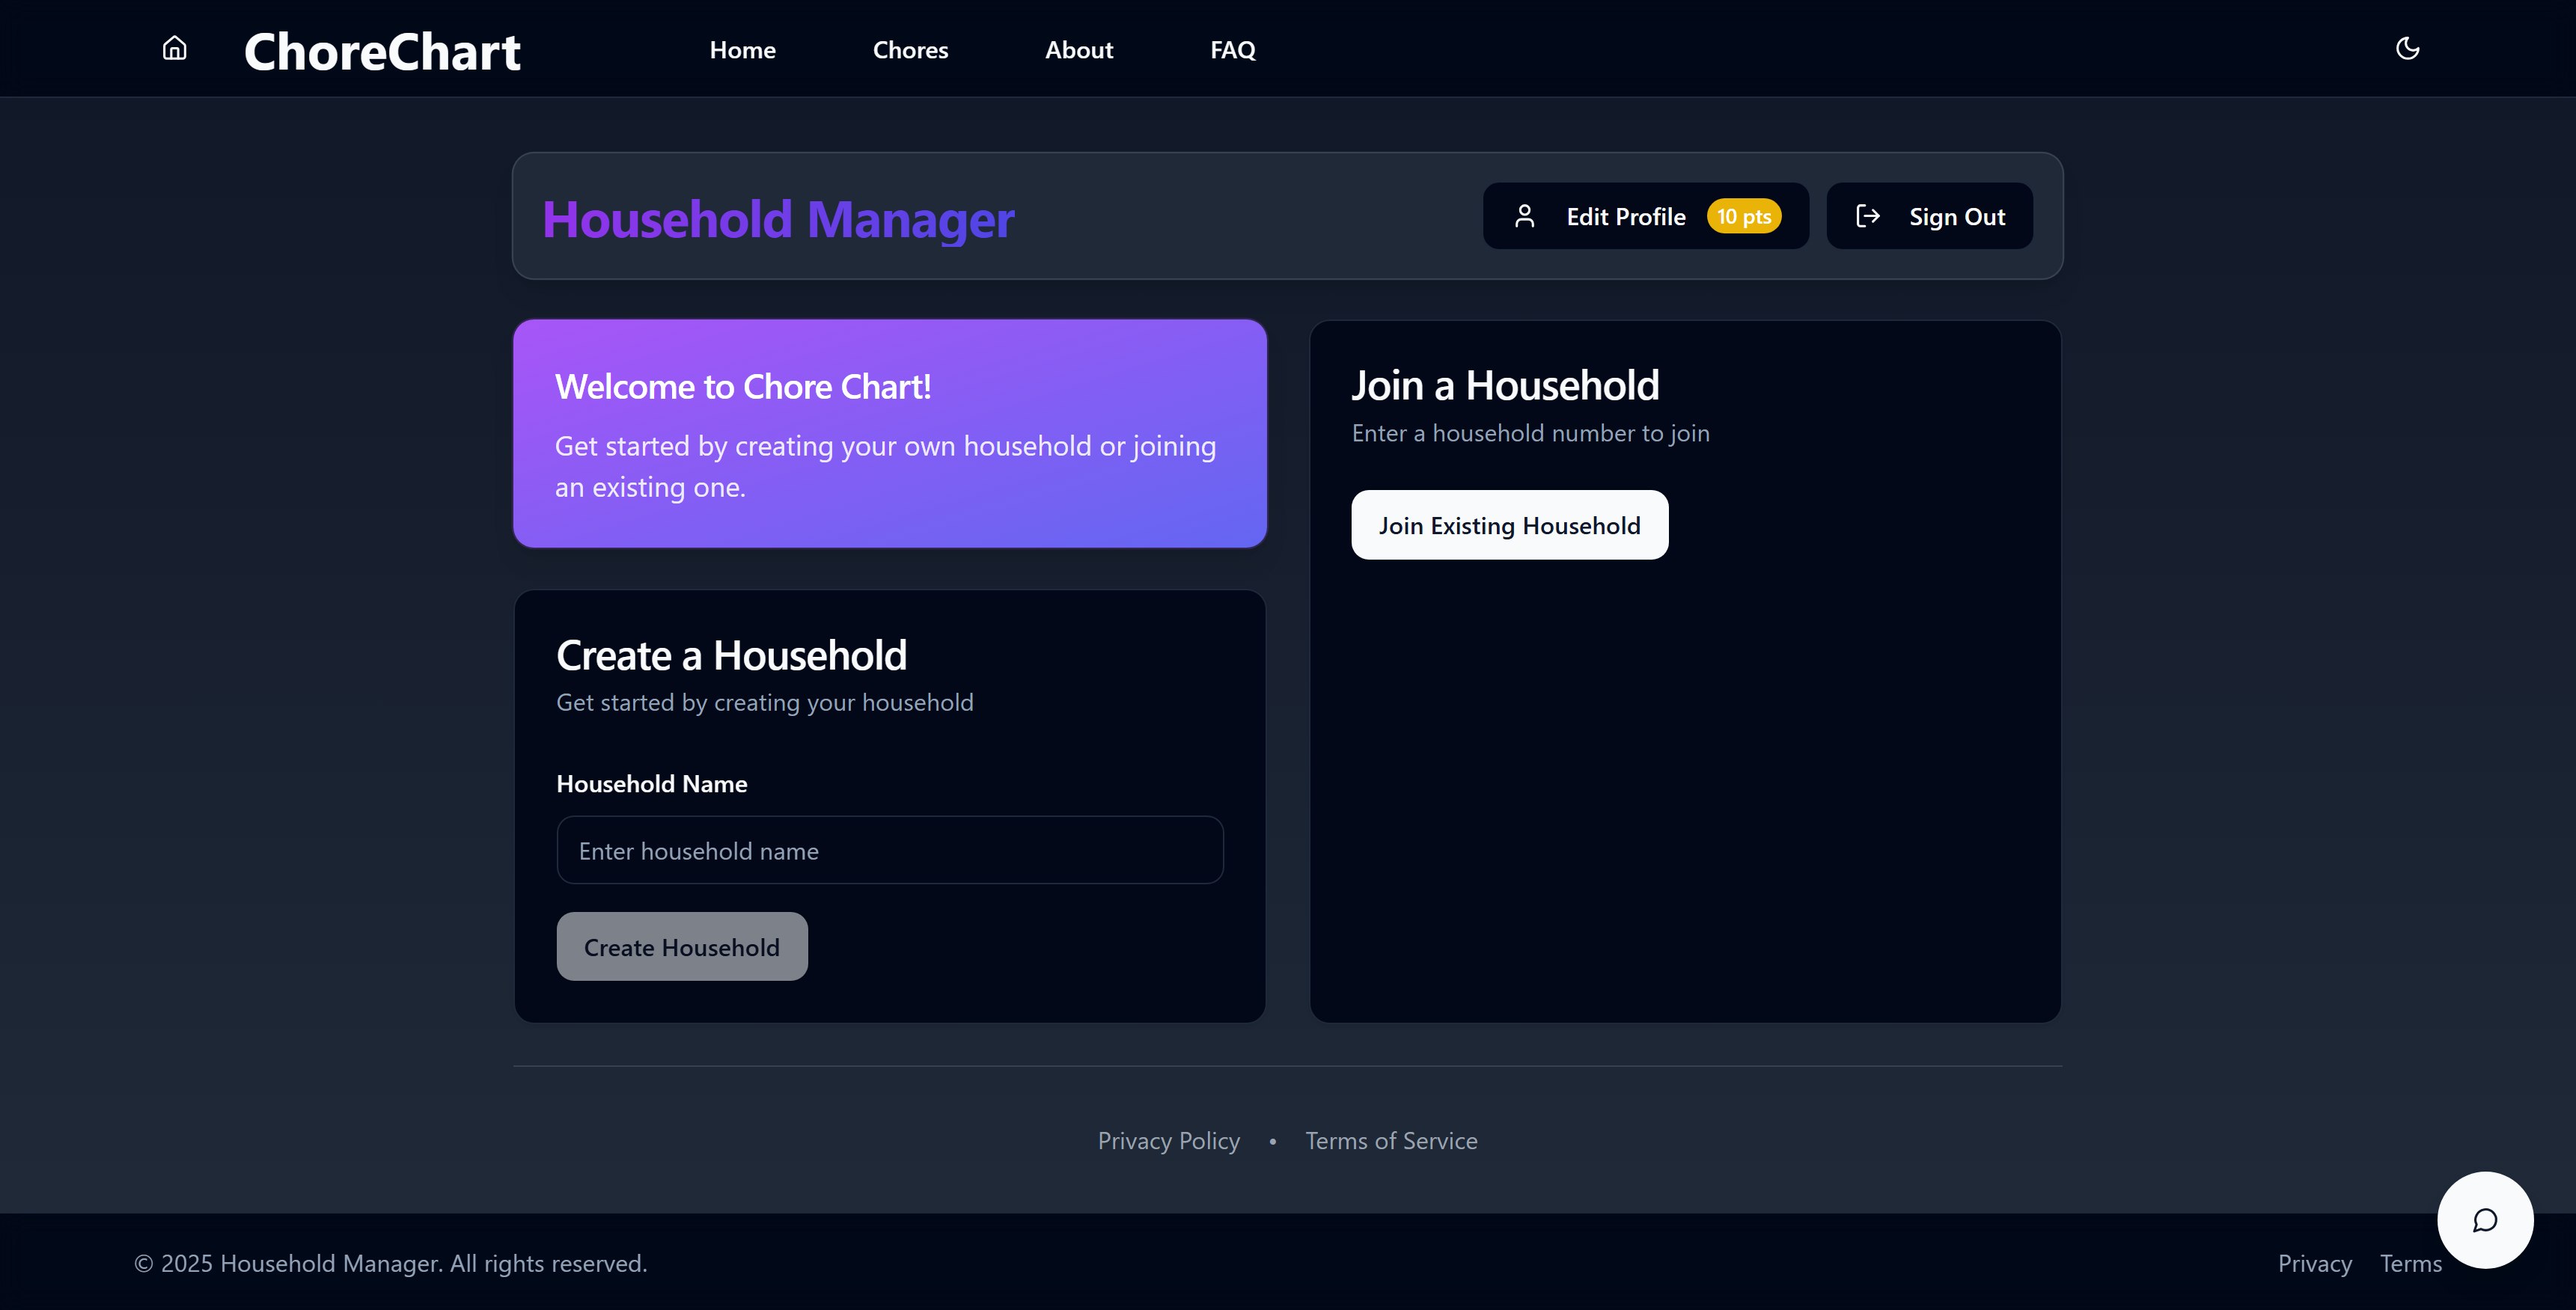 ChoreChart
Home
Chores
About
FAQ
Household Manager
Edit Profile
10 pts
Sign Out
Welcome to Chore Chart!
Get started by creating your own household or joining
an existing one.
Create a Household
Get started by creating your household
Household Name
Enter household name
Create Household
Join a Household
Enter a household number to join
Join Existing Household
Privacy Policy • Terms of Service
© 2025 Household Manager. All rights reserved.
Privacy
Terms